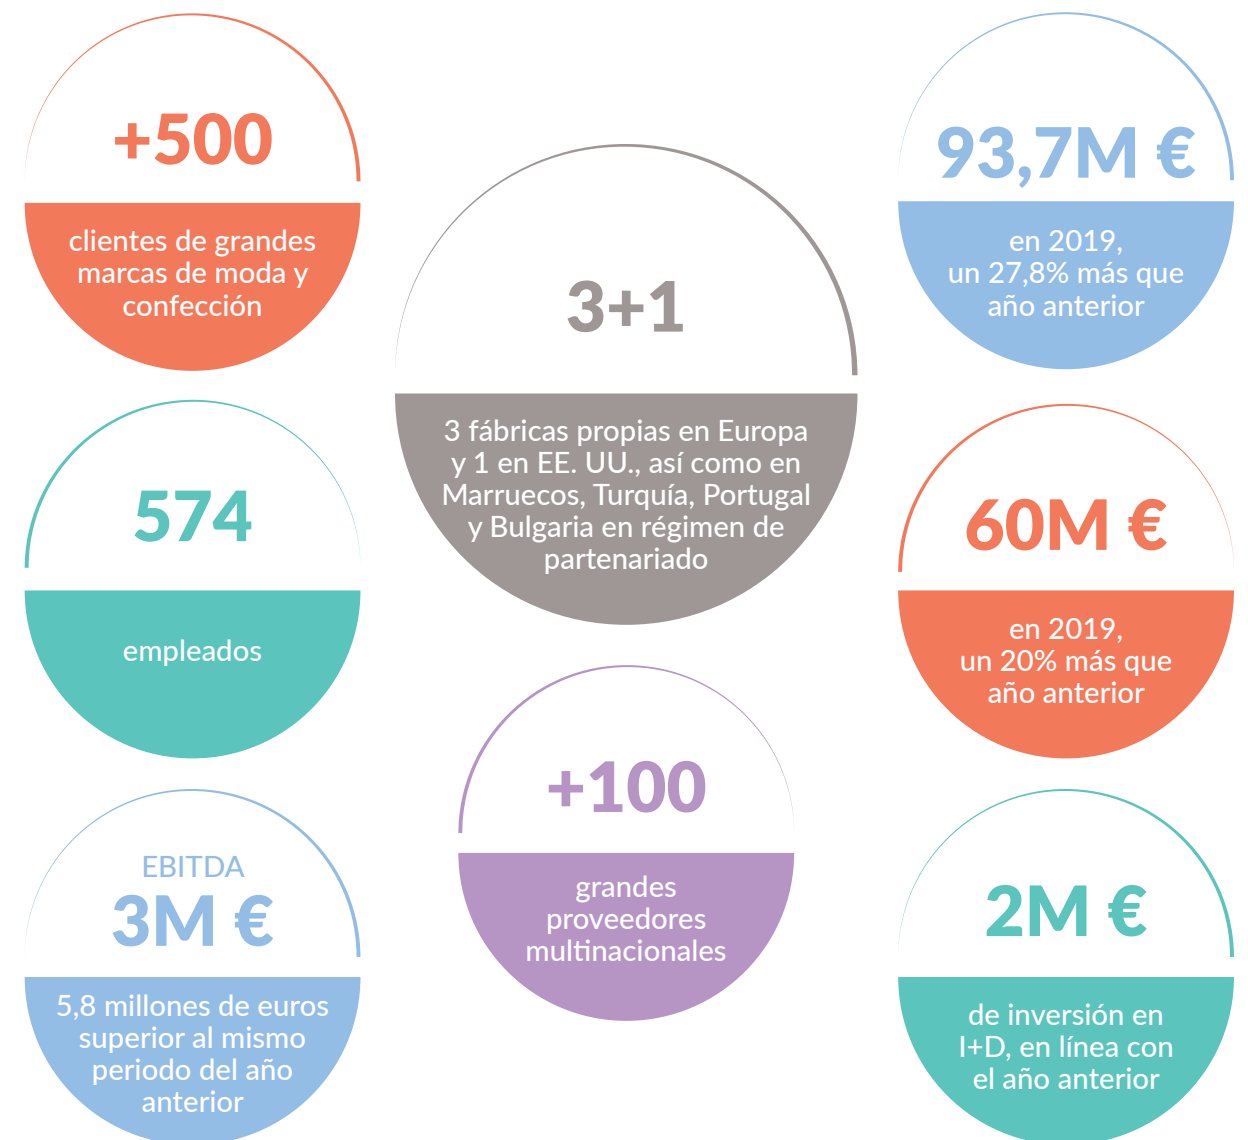 +500
clientes de grandes
marcas de moda y
confección
574
empleados
EBITDA
3M €
5,8 millones de euros
superior al mismo
periodo del año
anterior
3+1
3 fábricas propias en Europa
y 1 en EE. UU., así como en
Marruecos, Turquía, Portugal
y Bulgaria en régimen de
partenariado
+100
grandes
proveedores
multinacionales
93,7M €
en 2019,
un 27,8% más que
año anterior
60M €
en 2019,
un 20% más que
año anterior
2M €
de inversión en
I+D, en línea con
el año anterior